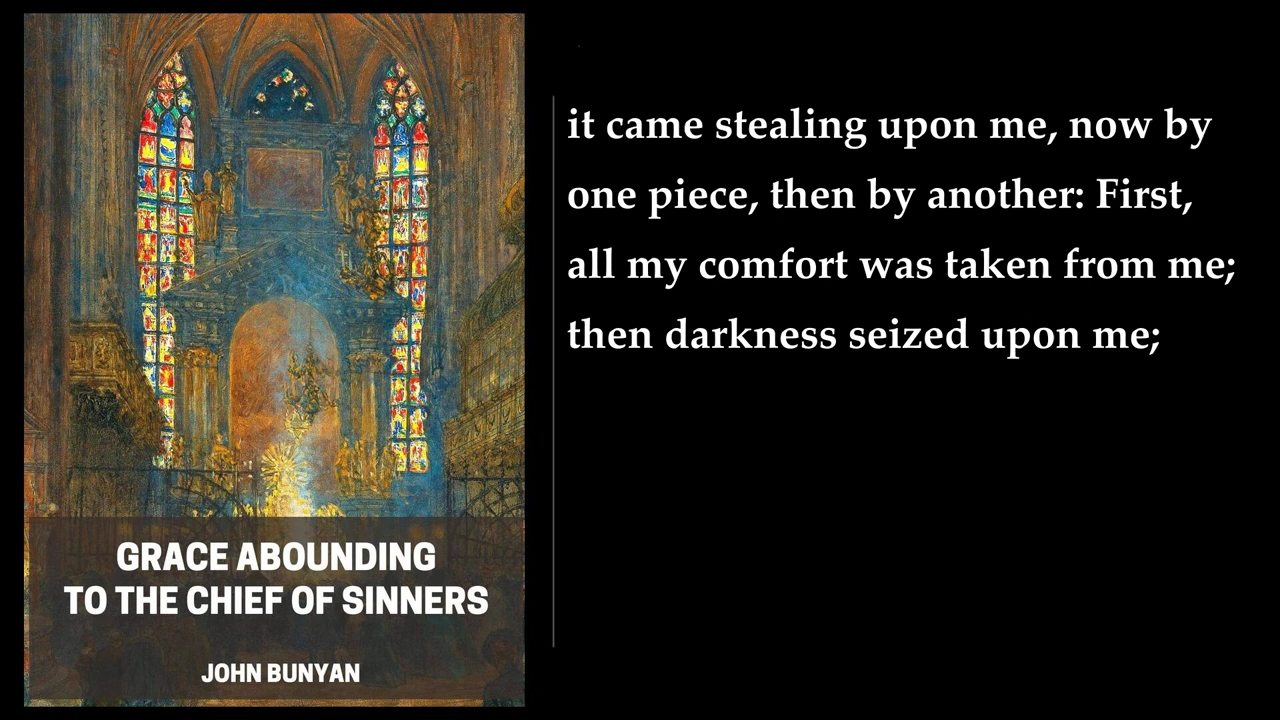 it came stealing upon me, now by
one piece, then by another: First,
all my comfort was taken from me;
then darkness seized upon me;
GRACE ABOUNDING
TO THE CHIEF OF SINNERS
JOHN BUNYAN